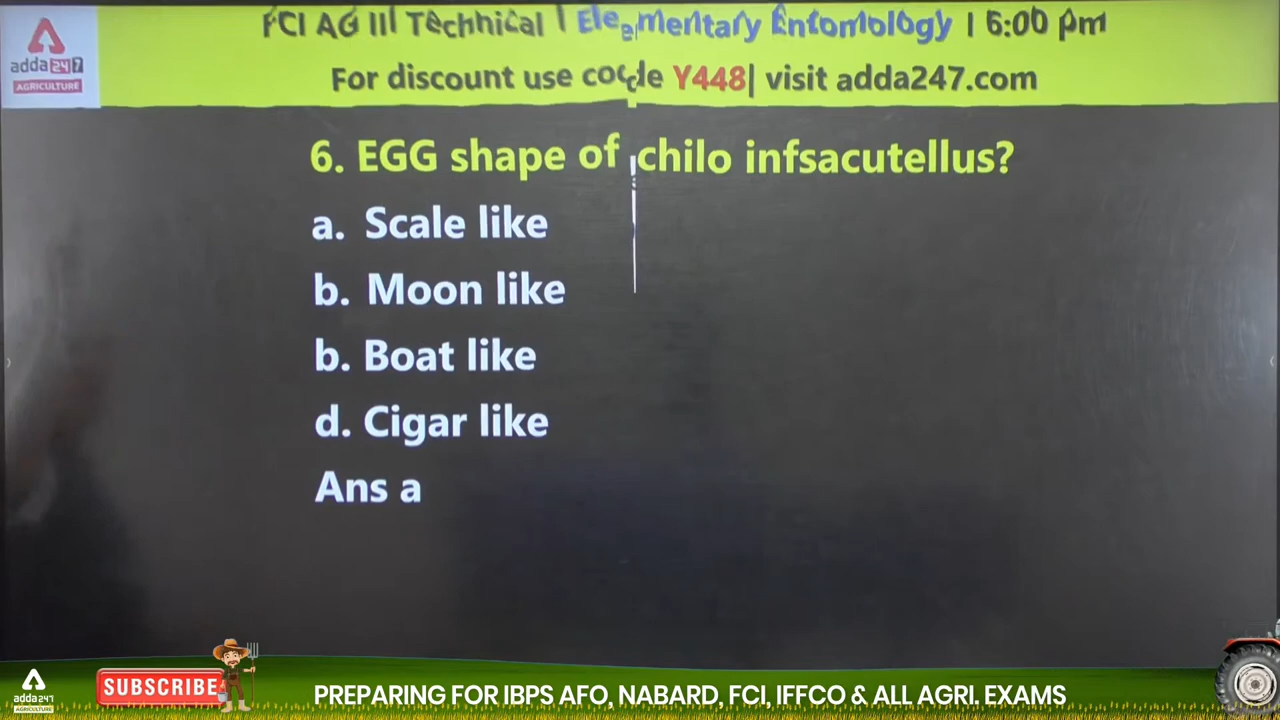 FCI AG III Technical | Elementary Entomology | 6:00 pm
adda247
AGRICULTURE
For discount use code Y448| visit adda247.com
6. EGG shape of chilo infsacutellus?
a. Scale like
b. Moon like
b. Boat like
d. Cigar like
Ans a
adda247
AGRICULTURE
SUBSCRIBE
PREPARING FOR IBPS AFO, NABARD, FCI, IFFCO & ALL AGRI. EXAMS